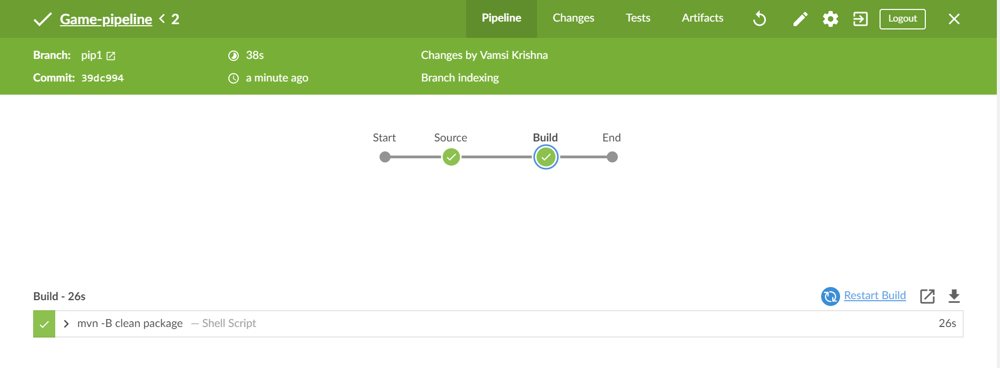 Game-pipeline < 2
Pipeline Changes Tests Artifacts Logout
Branch: pip1 38s Changes by Vamsi Krishna
Commit: 39dc994 a minute ago Branch indexing
Start Source Build End
Build - 26s Restart Build
mvn -B clean package — Shell Script 26s